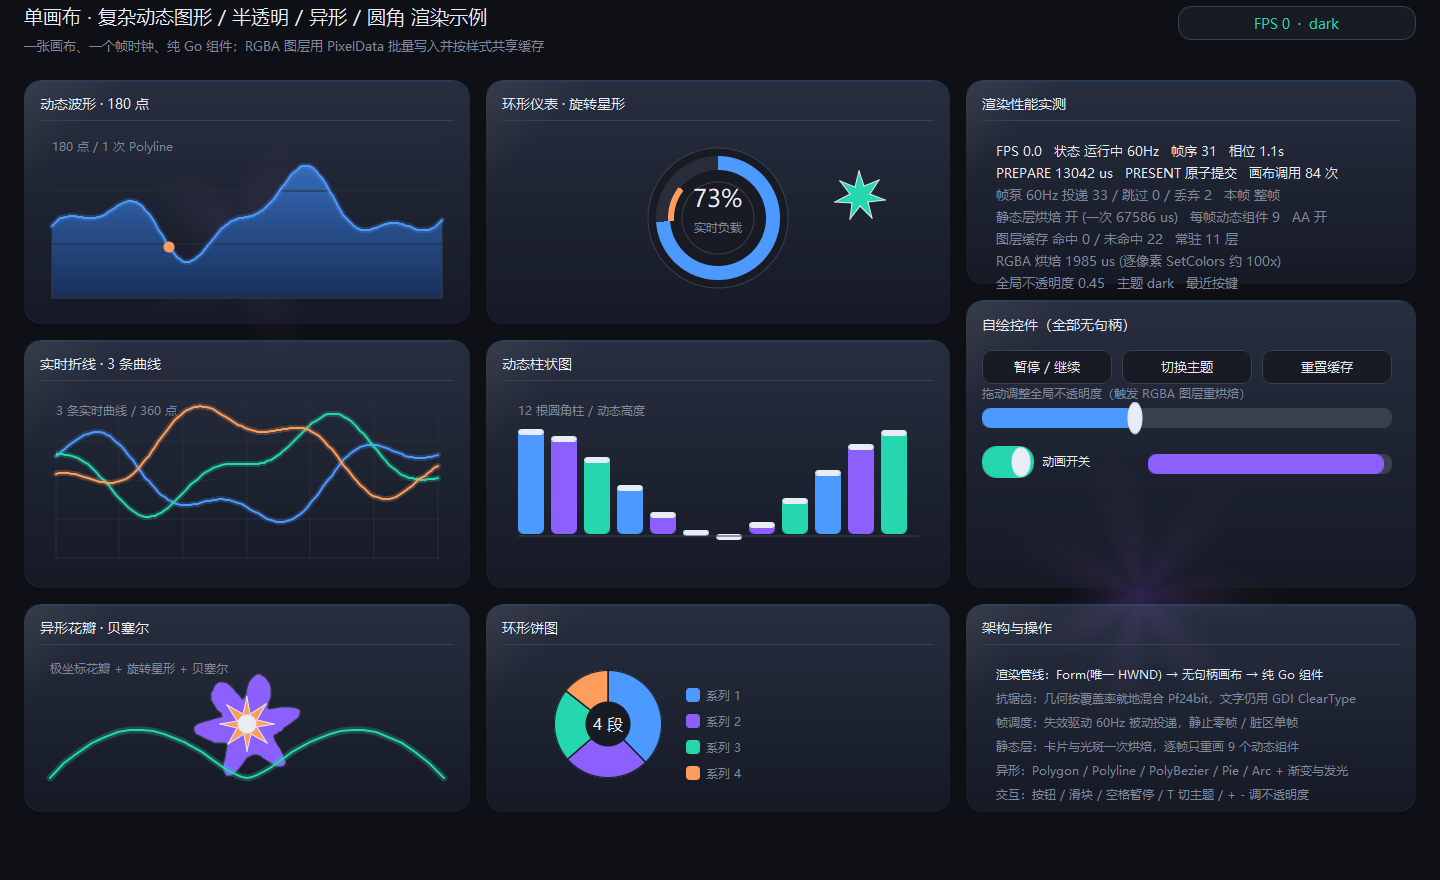 单画布 · 复杂动态图形 / 半透明 / 异形 / 圆角 渲染示例
一张画布、一个帧时钟、纯 Go 组件；RGBA 图层用 PixelData 批量写入并按样式共享缓存
FPS 0 · dark
动态波形 · 180 点
180 点 / 1 次 Polyline
环形仪表 · 旋转星形
73%
实时负载
渲染性能实测
FPS 0.0 状态 运行中 60Hz 帧序 31 相位 1.1s
PREPARE 13042 us PRESENT 原子提交 画布调用 84 次
帧泵 60Hz 投递 33 / 跳过 0 / 丢弃 2 本帧 整帧
静态层烘焙 开 (一次 67586 us) 每帧动态组件 9 AA 开
图层缓存 命中 0 / 未命中 22 常驻 11 层
RGBA 烘焙 1985 us (逐像素 SetColors 约 100x)
全局不透明度 0.45 主题 dark 最近按键
实时折线 · 3 条曲线
3 条实时曲线 / 360 点
动态柱状图
12 根圆角柱 / 动态高度
自绘控件（全部无句柄）
暂停 / 继续
切换主题
重置缓存
拖动调整全局不透明度（触发 RGBA 图层重烘焙）
动画开关
异形花瓣 · 贝塞尔
极坐标花瓣 + 旋转星形 + 贝塞尔
环形饼图
4 段
系列 1
系列 2
系列 3
系列 4
架构与操作
渲染管线：Form(唯一 HWND) → 无句柄画布 → 纯 Go 组件
抗锯齿：几何按覆盖率就地混合 Pf24bit，文字仍用 GDI ClearType
帧调度：失效驱动 60Hz 被动投递，静止零帧 / 脏区单帧
静态层：卡片与光斑一次烘焙，逐帧只重画 9 个动态组件
异形：Polygon / Polyline / PolyBezier / Pie / Arc + 渐变与发光
交互：按钮 / 滑块 / 空格暂停 / T 切主题 / + - 调不透明度